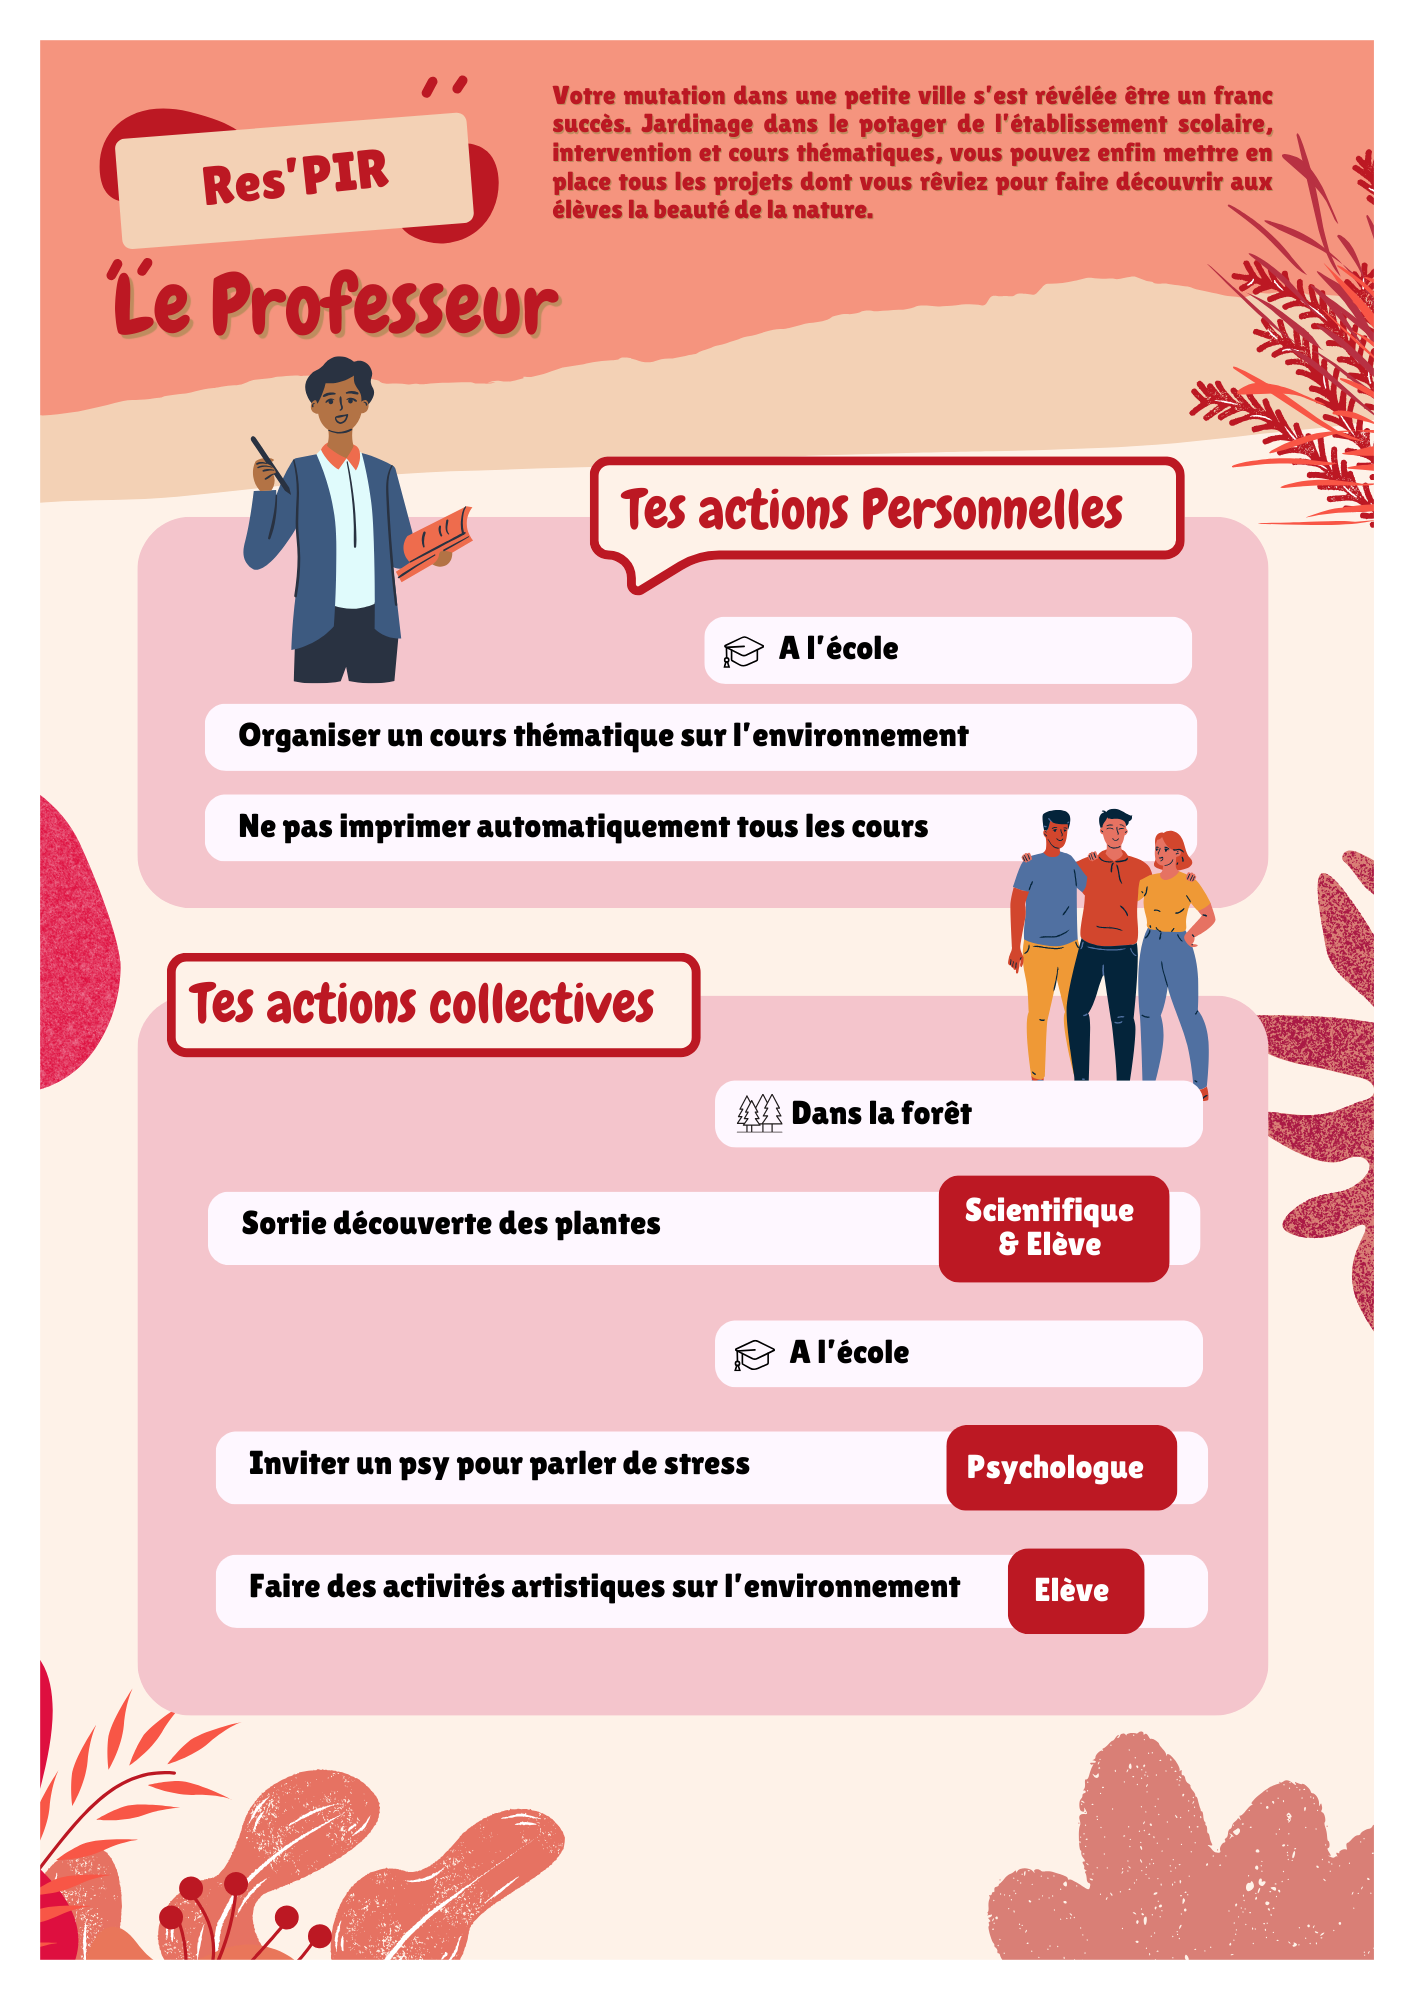 Res'PIR
Votre mutation dans une petite ville s'est révélée être un franc
succès. Jardinage dans le potager de l'établissement scolaire,
intervention et cours thématiques, vous pouvez enfin mettre en
place tous les projets dont vous rêviez pour faire découvrir aux
élèves la beauté de la nature.
Le Professeur
Tes actions Personnelles
A l'école
Organiser un cours thématique sur l'environnement
Ne pas imprimer automatiquement tous les cours
Tes actions collectives
Dans la forêt
Sortie découverte des plantes
Scientifique
& Elève
A l'école
Inviter un psy pour parler de stress
Psychologue
Faire des activités artistiques sur l'environnement
Elève